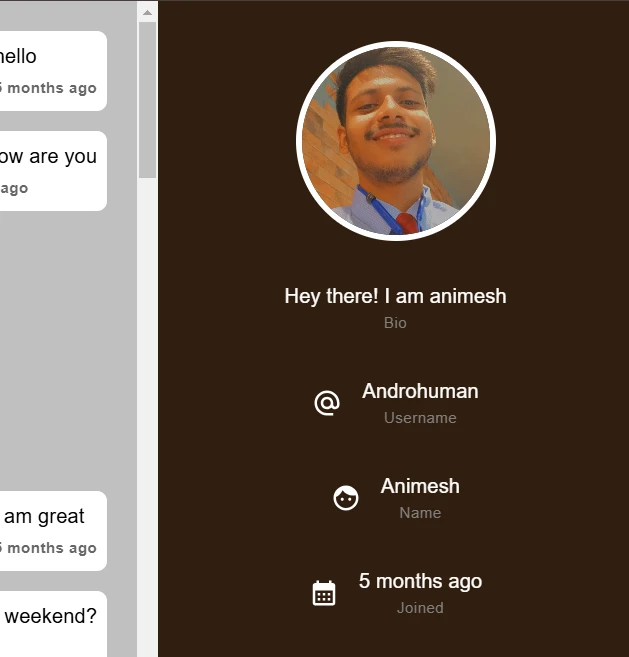 hello
5 months ago
ow are you
ago
am great
5 months ago
weekend?
Hey there! I am animesh
Bio
Androhuman
Username
Animesh
Name
5 months ago
Joined